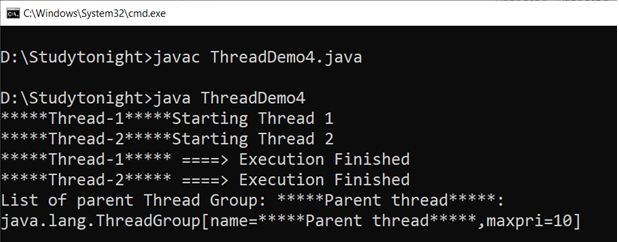 C:\Windows\System32\cmd.exe
D:\Studytonight>javac ThreadDemo4.java
D:\Studytonight>java ThreadDemo4
*****Thread-1*****Starting Thread 1
*****Thread-2*****Starting Thread 2
*****Thread-1***** ====> Execution Finished
*****Thread-2***** ====> Execution Finished
List of parent Thread Group: *****Parent thread*****:
java.lang.ThreadGroup[name=*****Parent thread*****,maxpri=10]